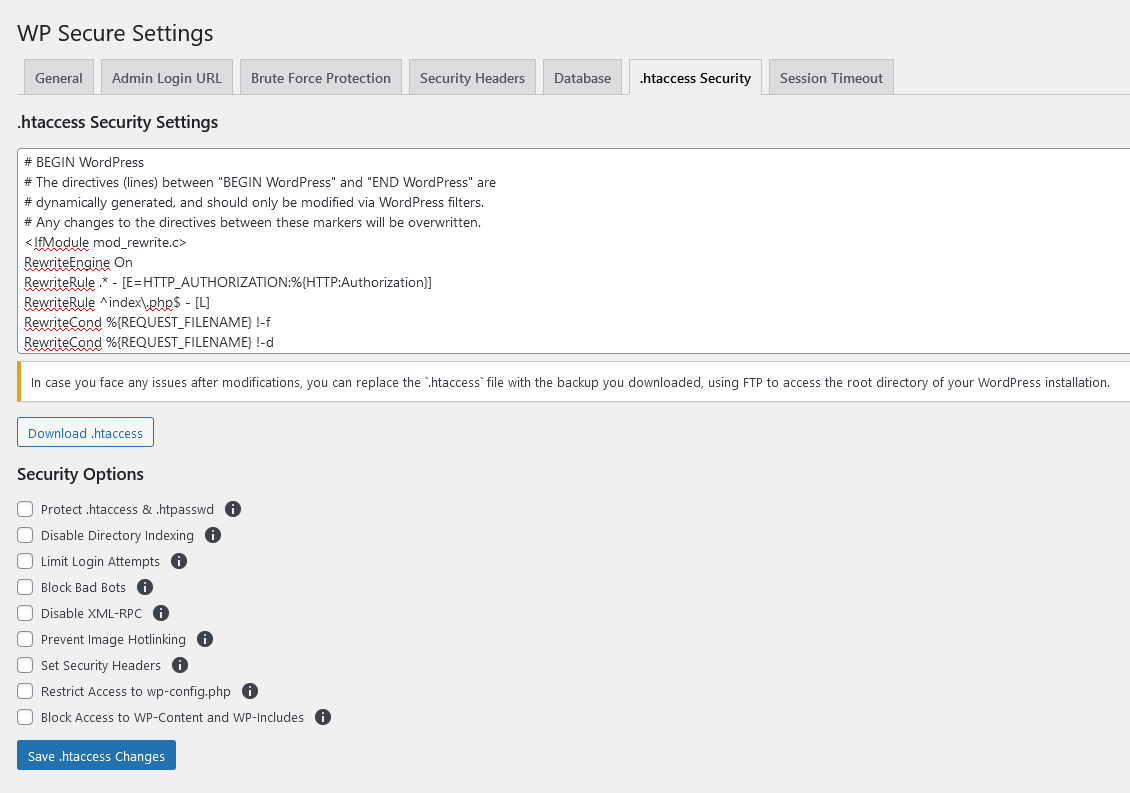 WP Secure Settings
General Admin Login URL Brute Force Protection Security Headers Database .htaccess Security Session Timeout
.htaccess Security Settings
# BEGIN WordPress
# The directives (lines) between "BEGIN WordPress" and "END WordPress" are
# dynamically generated, and should only be modified via WordPress filters.
# Any changes to the directives between these markers will be overwritten.
<IfModule mod_rewrite.c>
RewriteEngine On
RewriteRule .* - [E=HTTP_AUTHORIZATION:%{HTTP:Authorization}]
RewriteRule ^index\.php$ - [L]
RewriteCond %{REQUEST_FILENAME} !-f
RewriteCond %{REQUEST_FILENAME} !-d
In case you face any issues after modifications, you can replace the `.htaccess` file with the backup you downloaded, using FTP to access the root directory of your WordPress installation.
Download .htaccess
Security Options
Protect .htaccess & .htpasswd
Disable Directory Indexing
Limit Login Attempts
Block Bad Bots
Disable XML-RPC
Prevent Image Hotlinking
Set Security Headers
Restrict Access to wp-config.php
Block Access to WP-Content and WP-Includes
Save .htaccess Changes